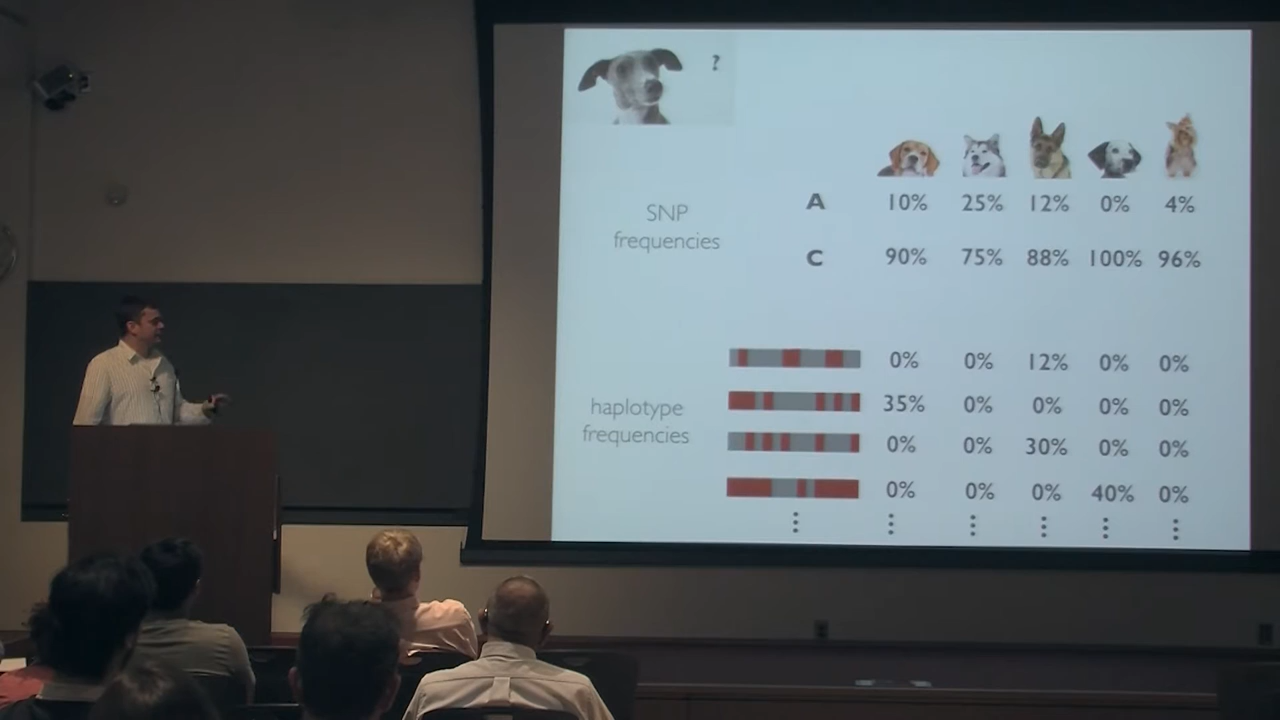 ?
SNP
frequencies
A 10% 25% 12% 0% 4%
C 90% 75% 88% 100% 96%
haplotype
frequencies
0% 0% 12% 0% 0%
35% 0% 0% 0% 0%
0% 0% 30% 0% 0%
0% 0% 0% 40% 0%